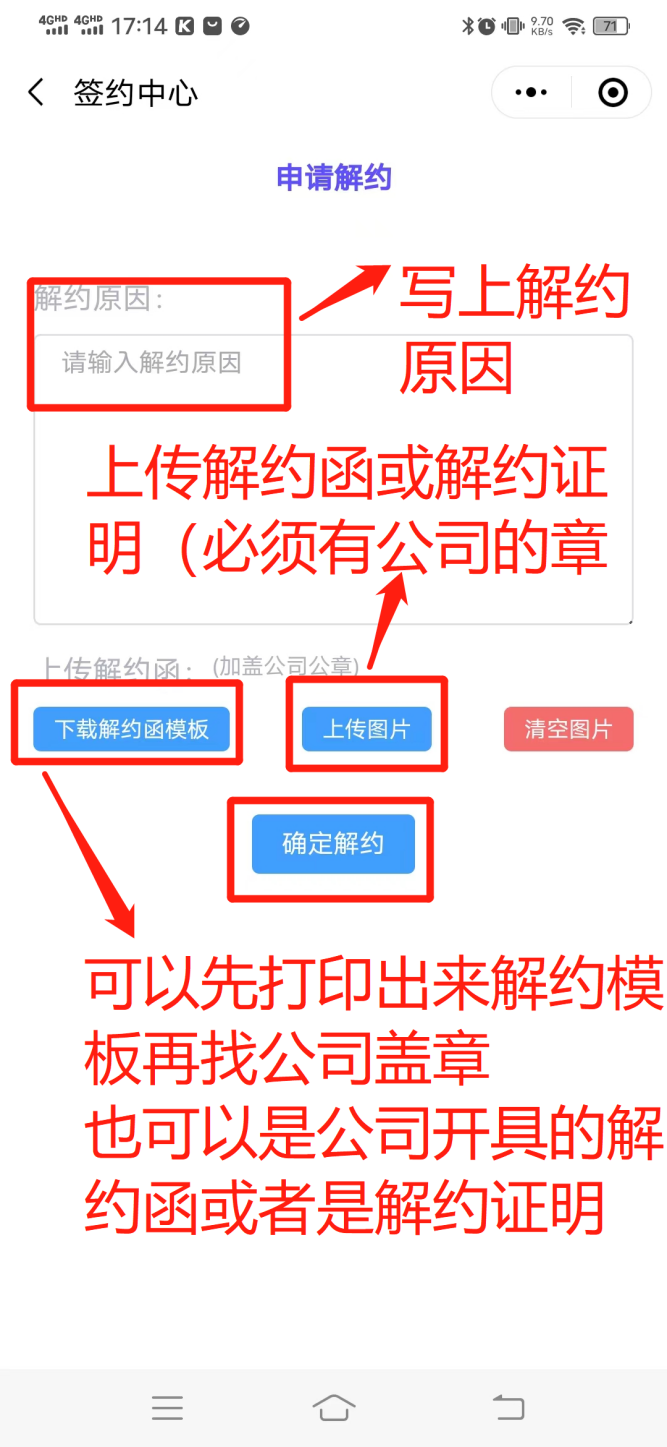 4GHD 4GHD 17:14 K 9.70 KB/s 71
签约中心
申请解约
解约原因：
写上解约
请输入解约原因
原因
上传解约函或解约证
明（必须有公司的章
上传解约函：(加盖公司公章)
下载解约函模板 上传图片 清空图片
确定解约
可以先打印出来解约模
板再找公司盖章
也可以是公司开具的解
约函或者是解约证明